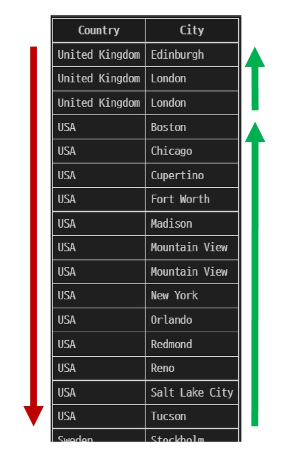 Country City
United Kingdom Edinburgh
United Kingdom London
United Kingdom London
USA Boston
USA Chicago
USA Cupertino
USA Fort Worth
USA Madison
USA Mountain View
USA Mountain View
USA New York
USA Orlando
USA Redmond
USA Reno
USA Salt Lake City
USA Tucson
Sweden Stockholm